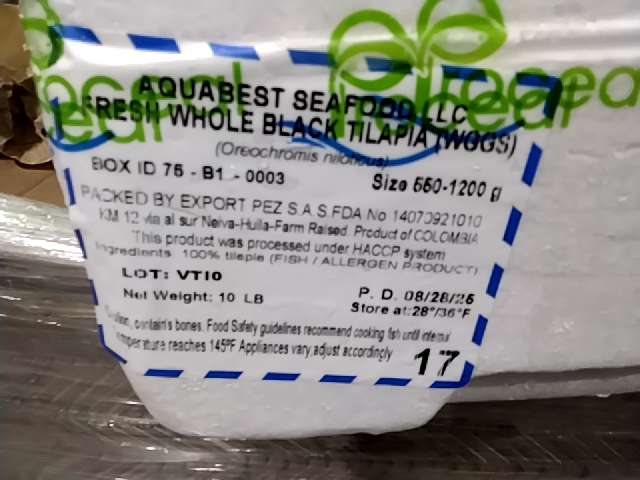 AQUABEST SEAFOOD LLC
FRESH WHOLE BLACK TILAPIA (WGGS)
(Oreochromis niloticus)
BOX ID 75 - B1 - 0003
Size 550-1200 g
PACKED BY EXPORT PEZ S.A.S. FDA No 14070921010
KM 12 via al sur Neiva-Huila-Farm Raised. Product of COLOMBIA
This product was processed under HACCP system
Ingredients: 100% tilapia (FISH / ALLERGEN PRODUCT)
LOT: VT10
P. D. 08/28/25
Net Weight: 10 LB
Store at: 28°/36°F
contain's bones. Food Safety guidelines recommend cooking fish until internal
temperature reaches 145°F Appliances vary, adjust accordingly
17